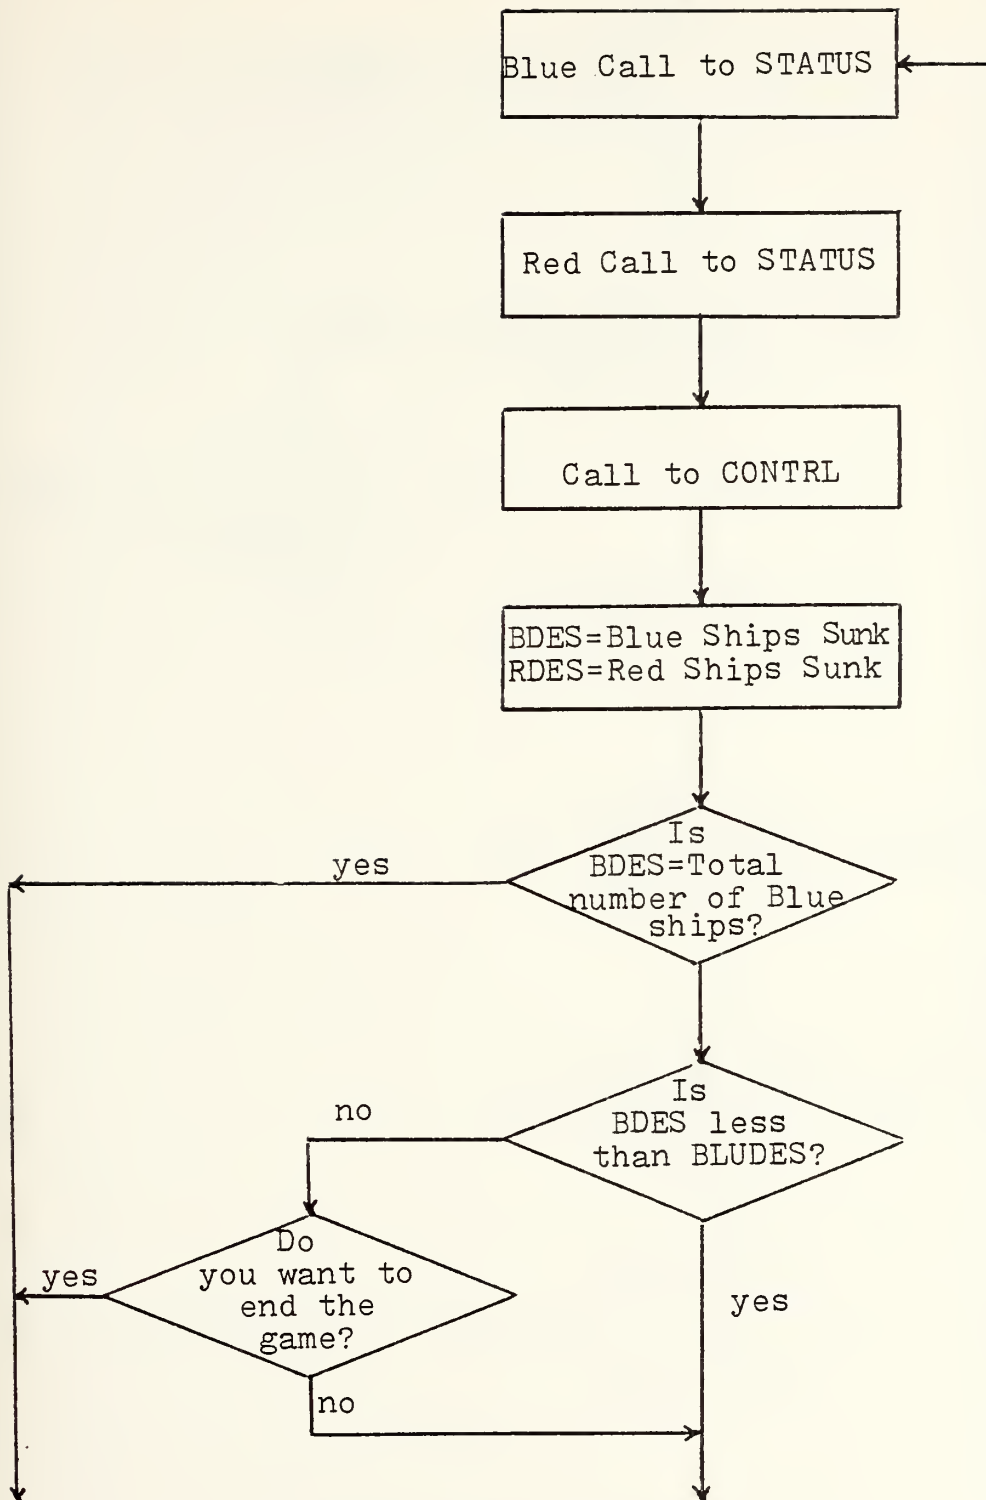 Blue Call to STATUS
Red Call to STATUS
Call to CONTRL
BDES=Blue Ships Sunk
RDES=Red Ships Sunk
Is
BDES=Total
number of Blue
ships?
yes
Is
BDES less
than BLUDES?
no
Do
you want to
end the
game?
yes
yes
no